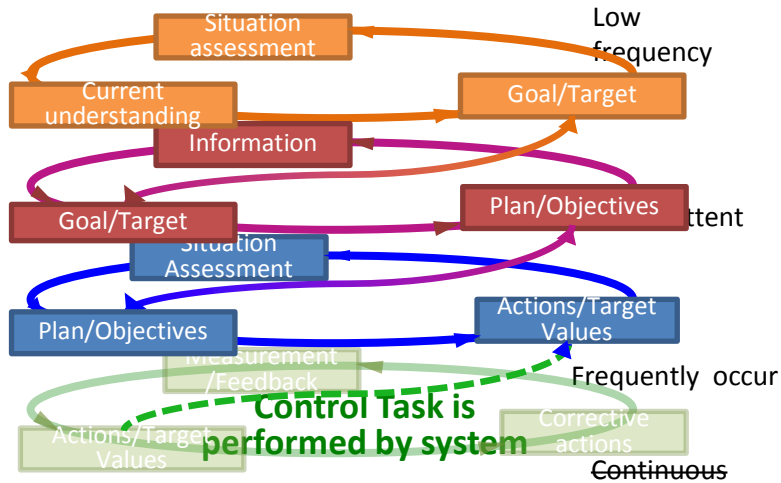 Situation
assessment
Low
frequency
Current
understanding
Goal/Target
Information
Goal/Target
Plan/Objectives
ttent
Situation
Assessment
Plan/Objectives
Actions/Target
Values
Measurement
/Feedback
Frequently occur
Control Task is
performed by system
Actions/Target
Values
Corrective
actions
Continuous